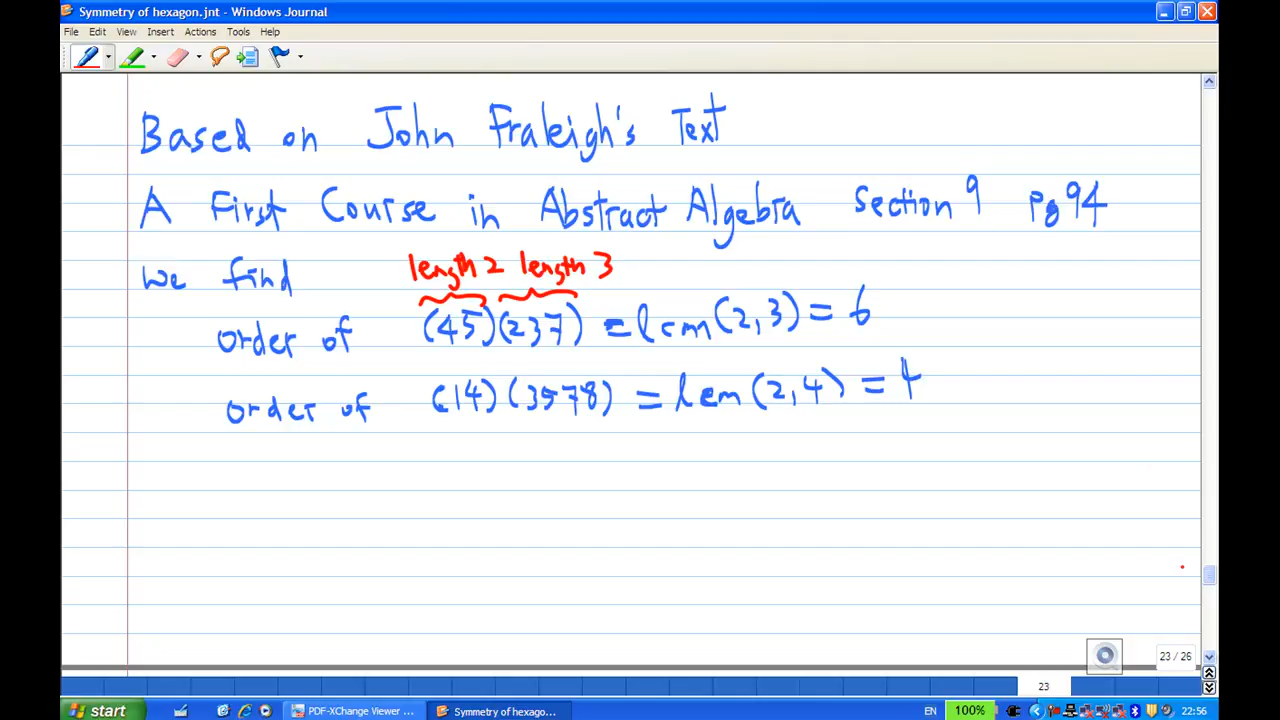 Symmetry of hexagon.jnt - Windows Journal
File Edit View Insert Actions Tools Help
Based on John Fraleigh's Text
A First Course in Abstract Algebra Section 9 Pg 94
We find
length 2 length 3
order of (45)(237) = lcm(2,3) = 6
order of (14)(3578) = lcm(2,4) = 4
23 / 26
23
start
PDF-XChange Viewer ...
Symmetry of hexago...
EN
100%
22:56